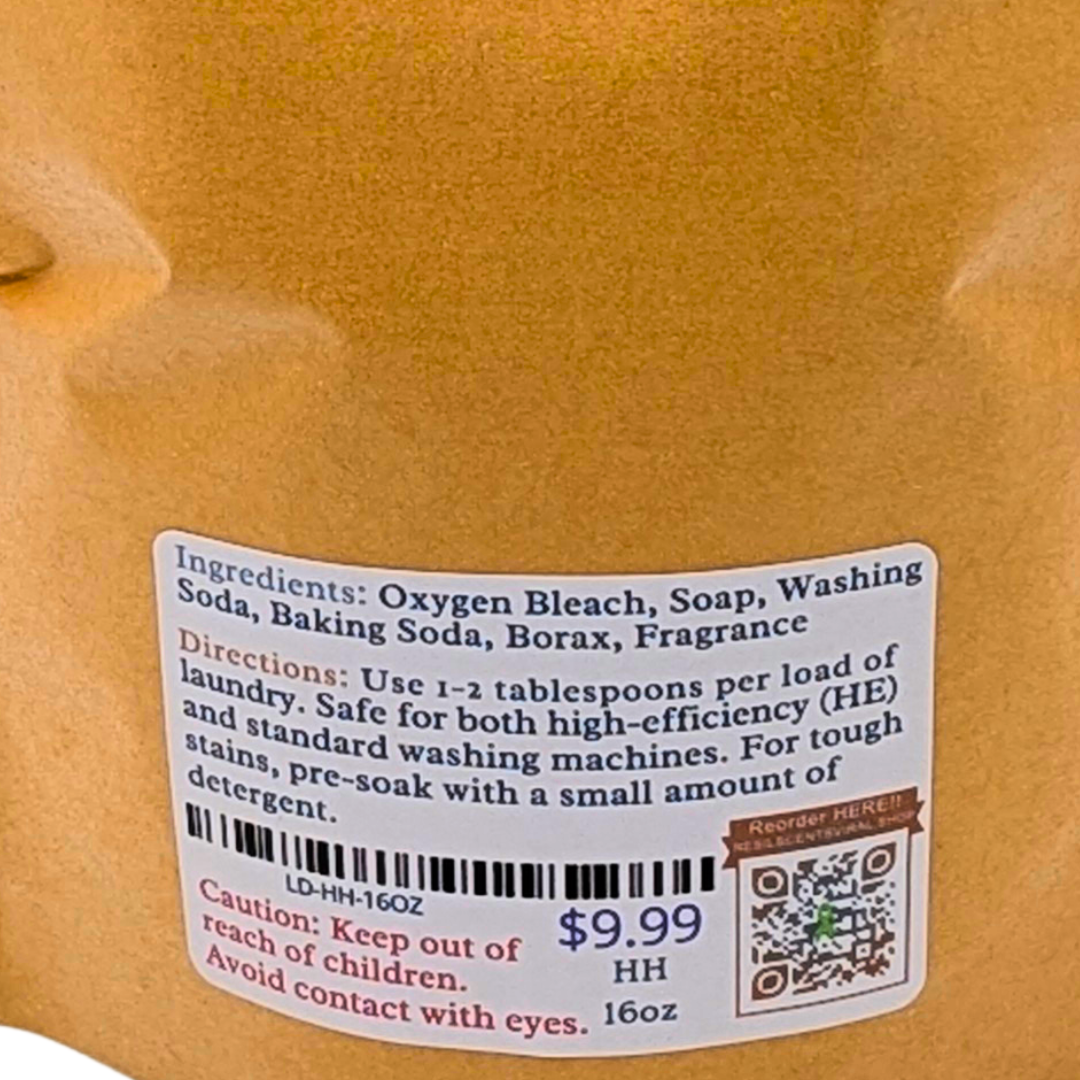 Ingredients: Oxygen Bleach, Soap, Washing
Soda, Baking Soda, Borax, Fragrance
Directions: Use 1-2 tablespoons per load of
laundry. Safe for both high-efficiency (HE)
and standard washing machines. For tough
stains, pre-soak with a small amount of
detergent.
LD-HH-16OZ
Caution: Keep out of
reach of children.
Avoid contact with eyes.
$9.99
HH
16oz
Reorder HERE!!